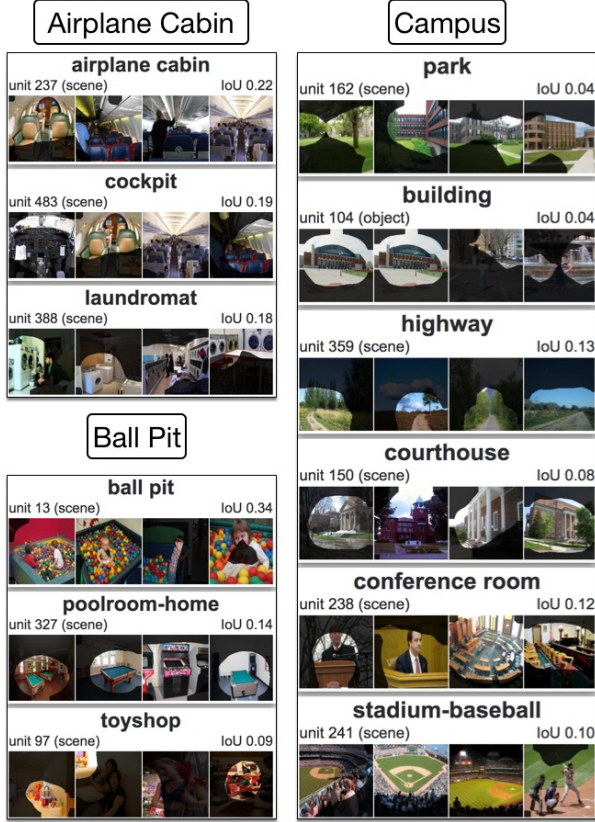 Airplane Cabin
airplane cabin
unit 237 (scene) IoU 0.22
cockpit
unit 483 (scene) IoU 0.19
laundromat
unit 388 (scene) IoU 0.18
Ball Pit
ball pit
unit 13 (scene) IoU 0.34
poolroom-home
unit 327 (scene) IoU 0.14
toyshop
unit 97 (scene) IoU 0.09
Campus
park
unit 162 (scene) IoU 0.04
building
unit 104 (object) IoU 0.04
highway
unit 359 (scene) IoU 0.13
courthouse
unit 150 (scene) IoU 0.08
conference room
unit 238 (scene) IoU 0.12
stadium-baseball
unit 241 (scene) IoU 0.10